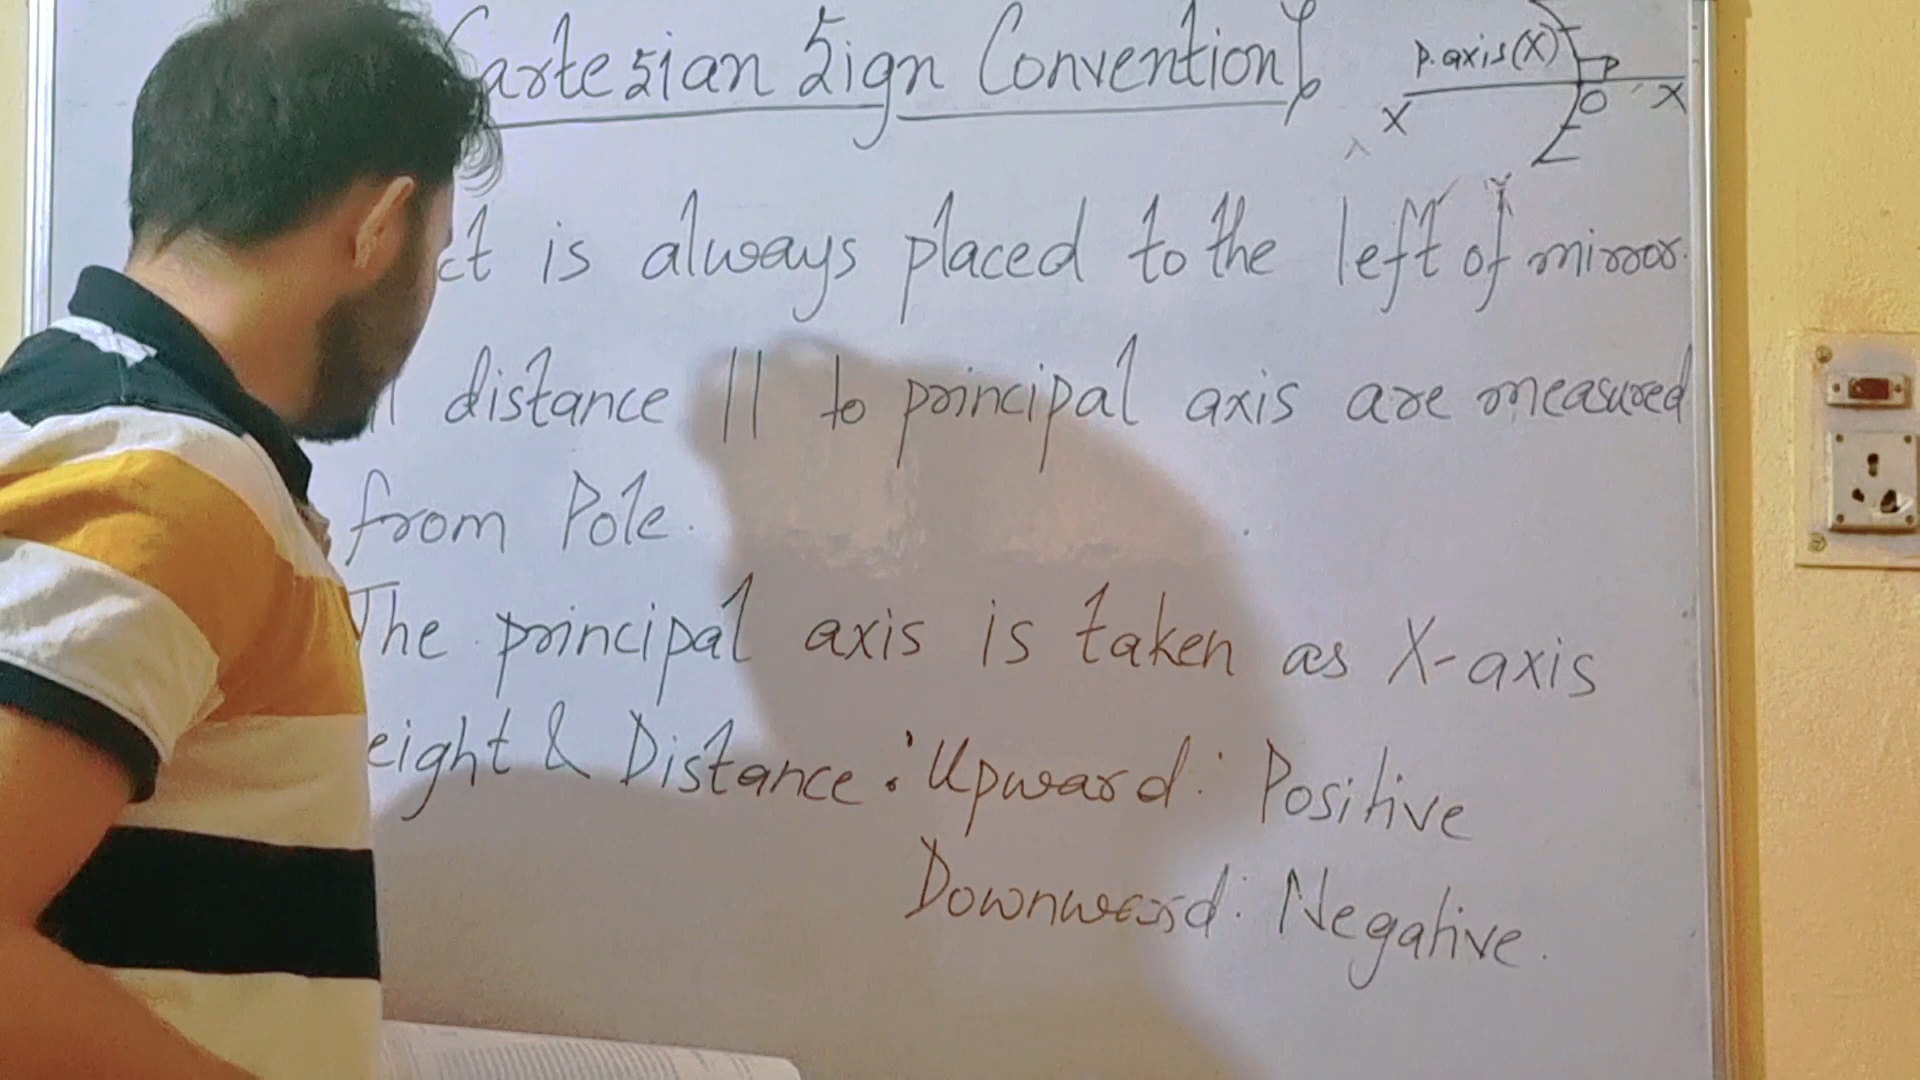 Cartesian Sign Convention
P. axis (X)
P
X O X
ct is always placed to the left of mirror.
distance || to principal axis are measured
from Pole.
The principal axis is taken as X-axis
eight & Distance : Upward : Positive
Downward : Negative.